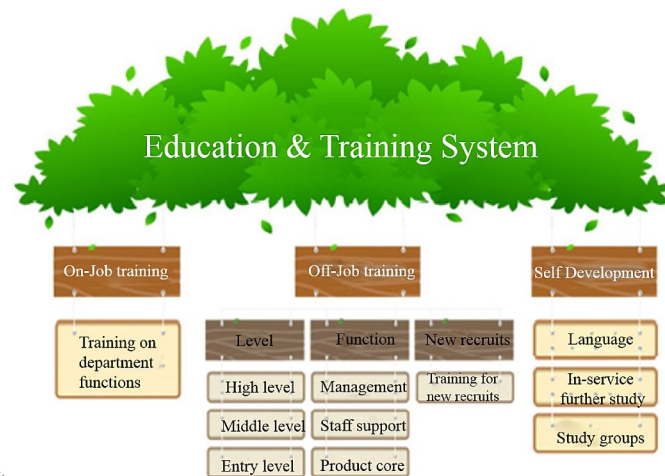 Education & Training System
On-Job training
Off-Job training
Self Development
Training on
department
functions
Level
Function
New recruits
High level
Management
Training for
new recruits
Middle level
Staff support
Entry level
Product core
Language
In-service
further study
Study groups